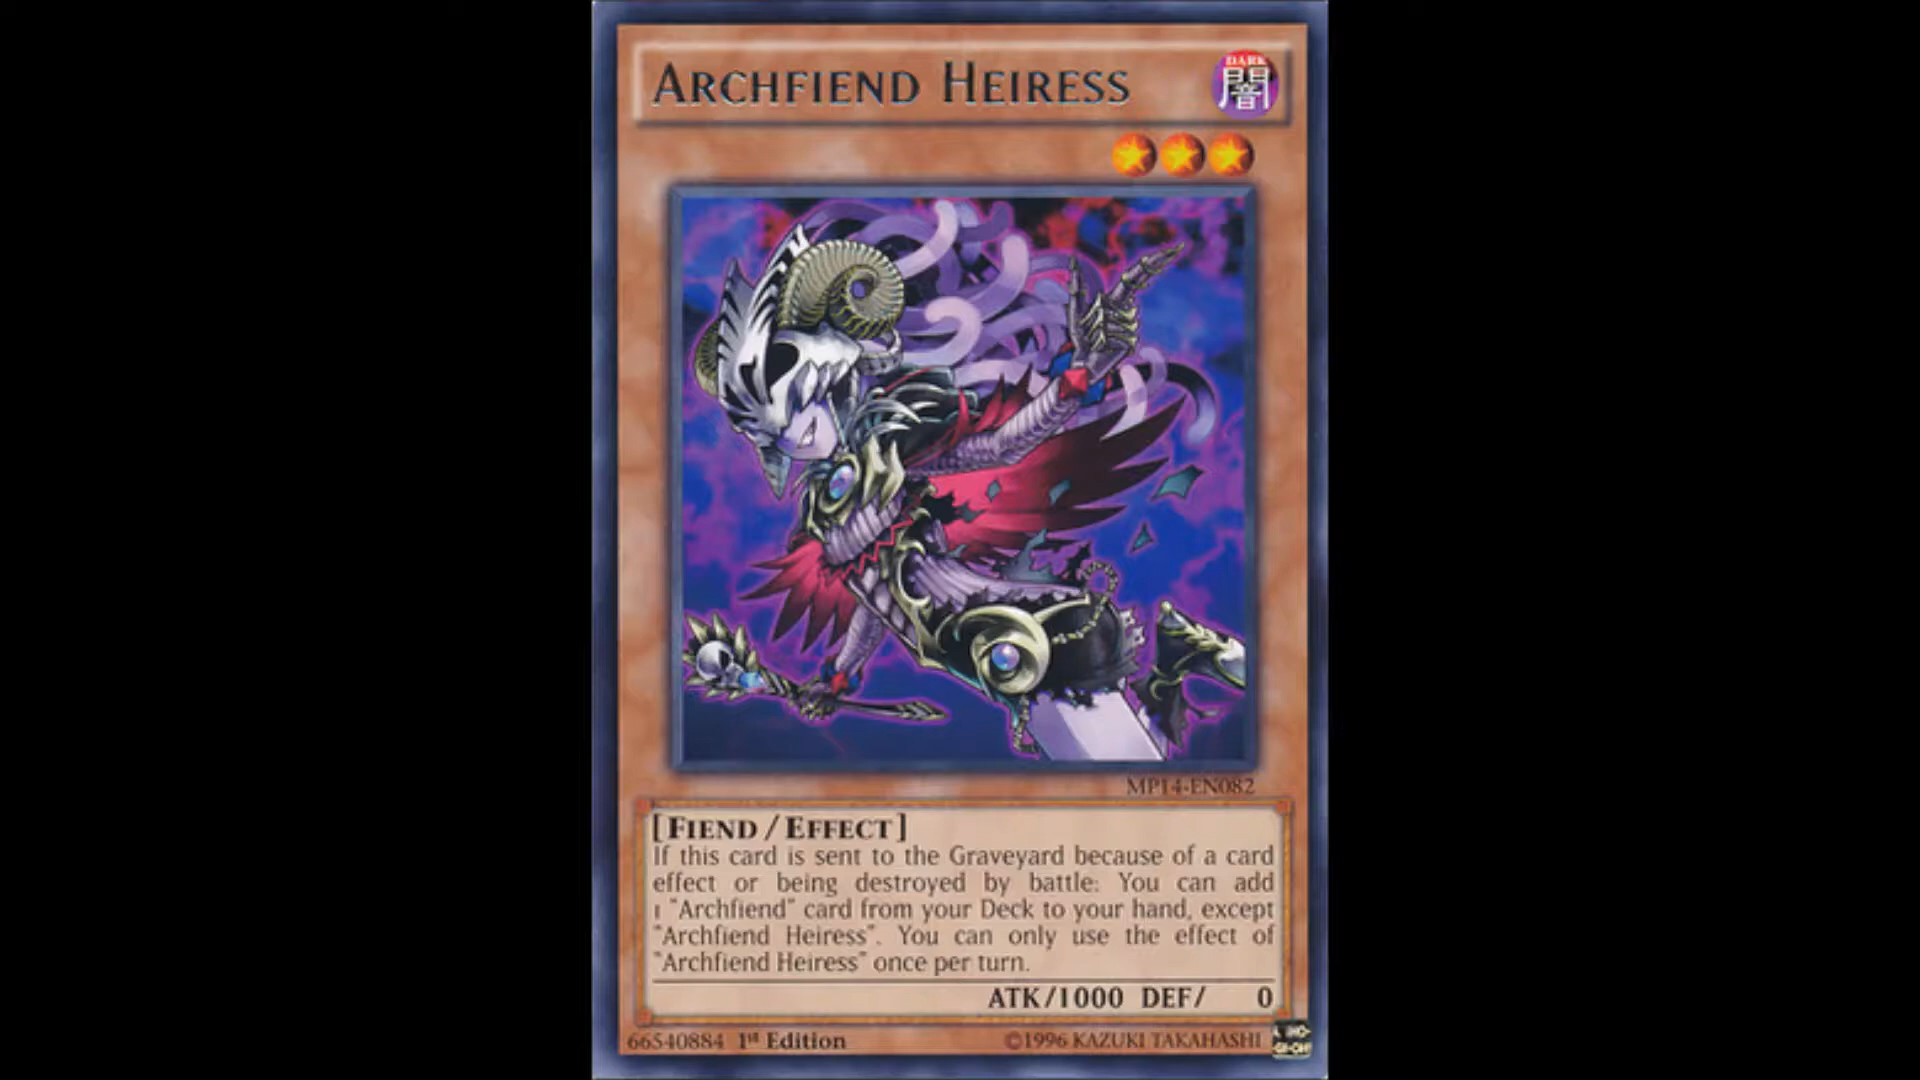 ARCHFIEND HEIRESS
DARK
闇
MP14-EN082
[FIEND/EFFECT]
If this card is sent to the Graveyard because of a card
effect or being destroyed by battle: You can add
1 "Archfiend" card from your Deck to your hand, except
"Archfiend Heiress". You can only use the effect of
"Archfiend Heiress" once per turn.
ATK/1000 DEF/ 0
66540884 1st Edition
©1996 KAZUKI TAKAHASHI